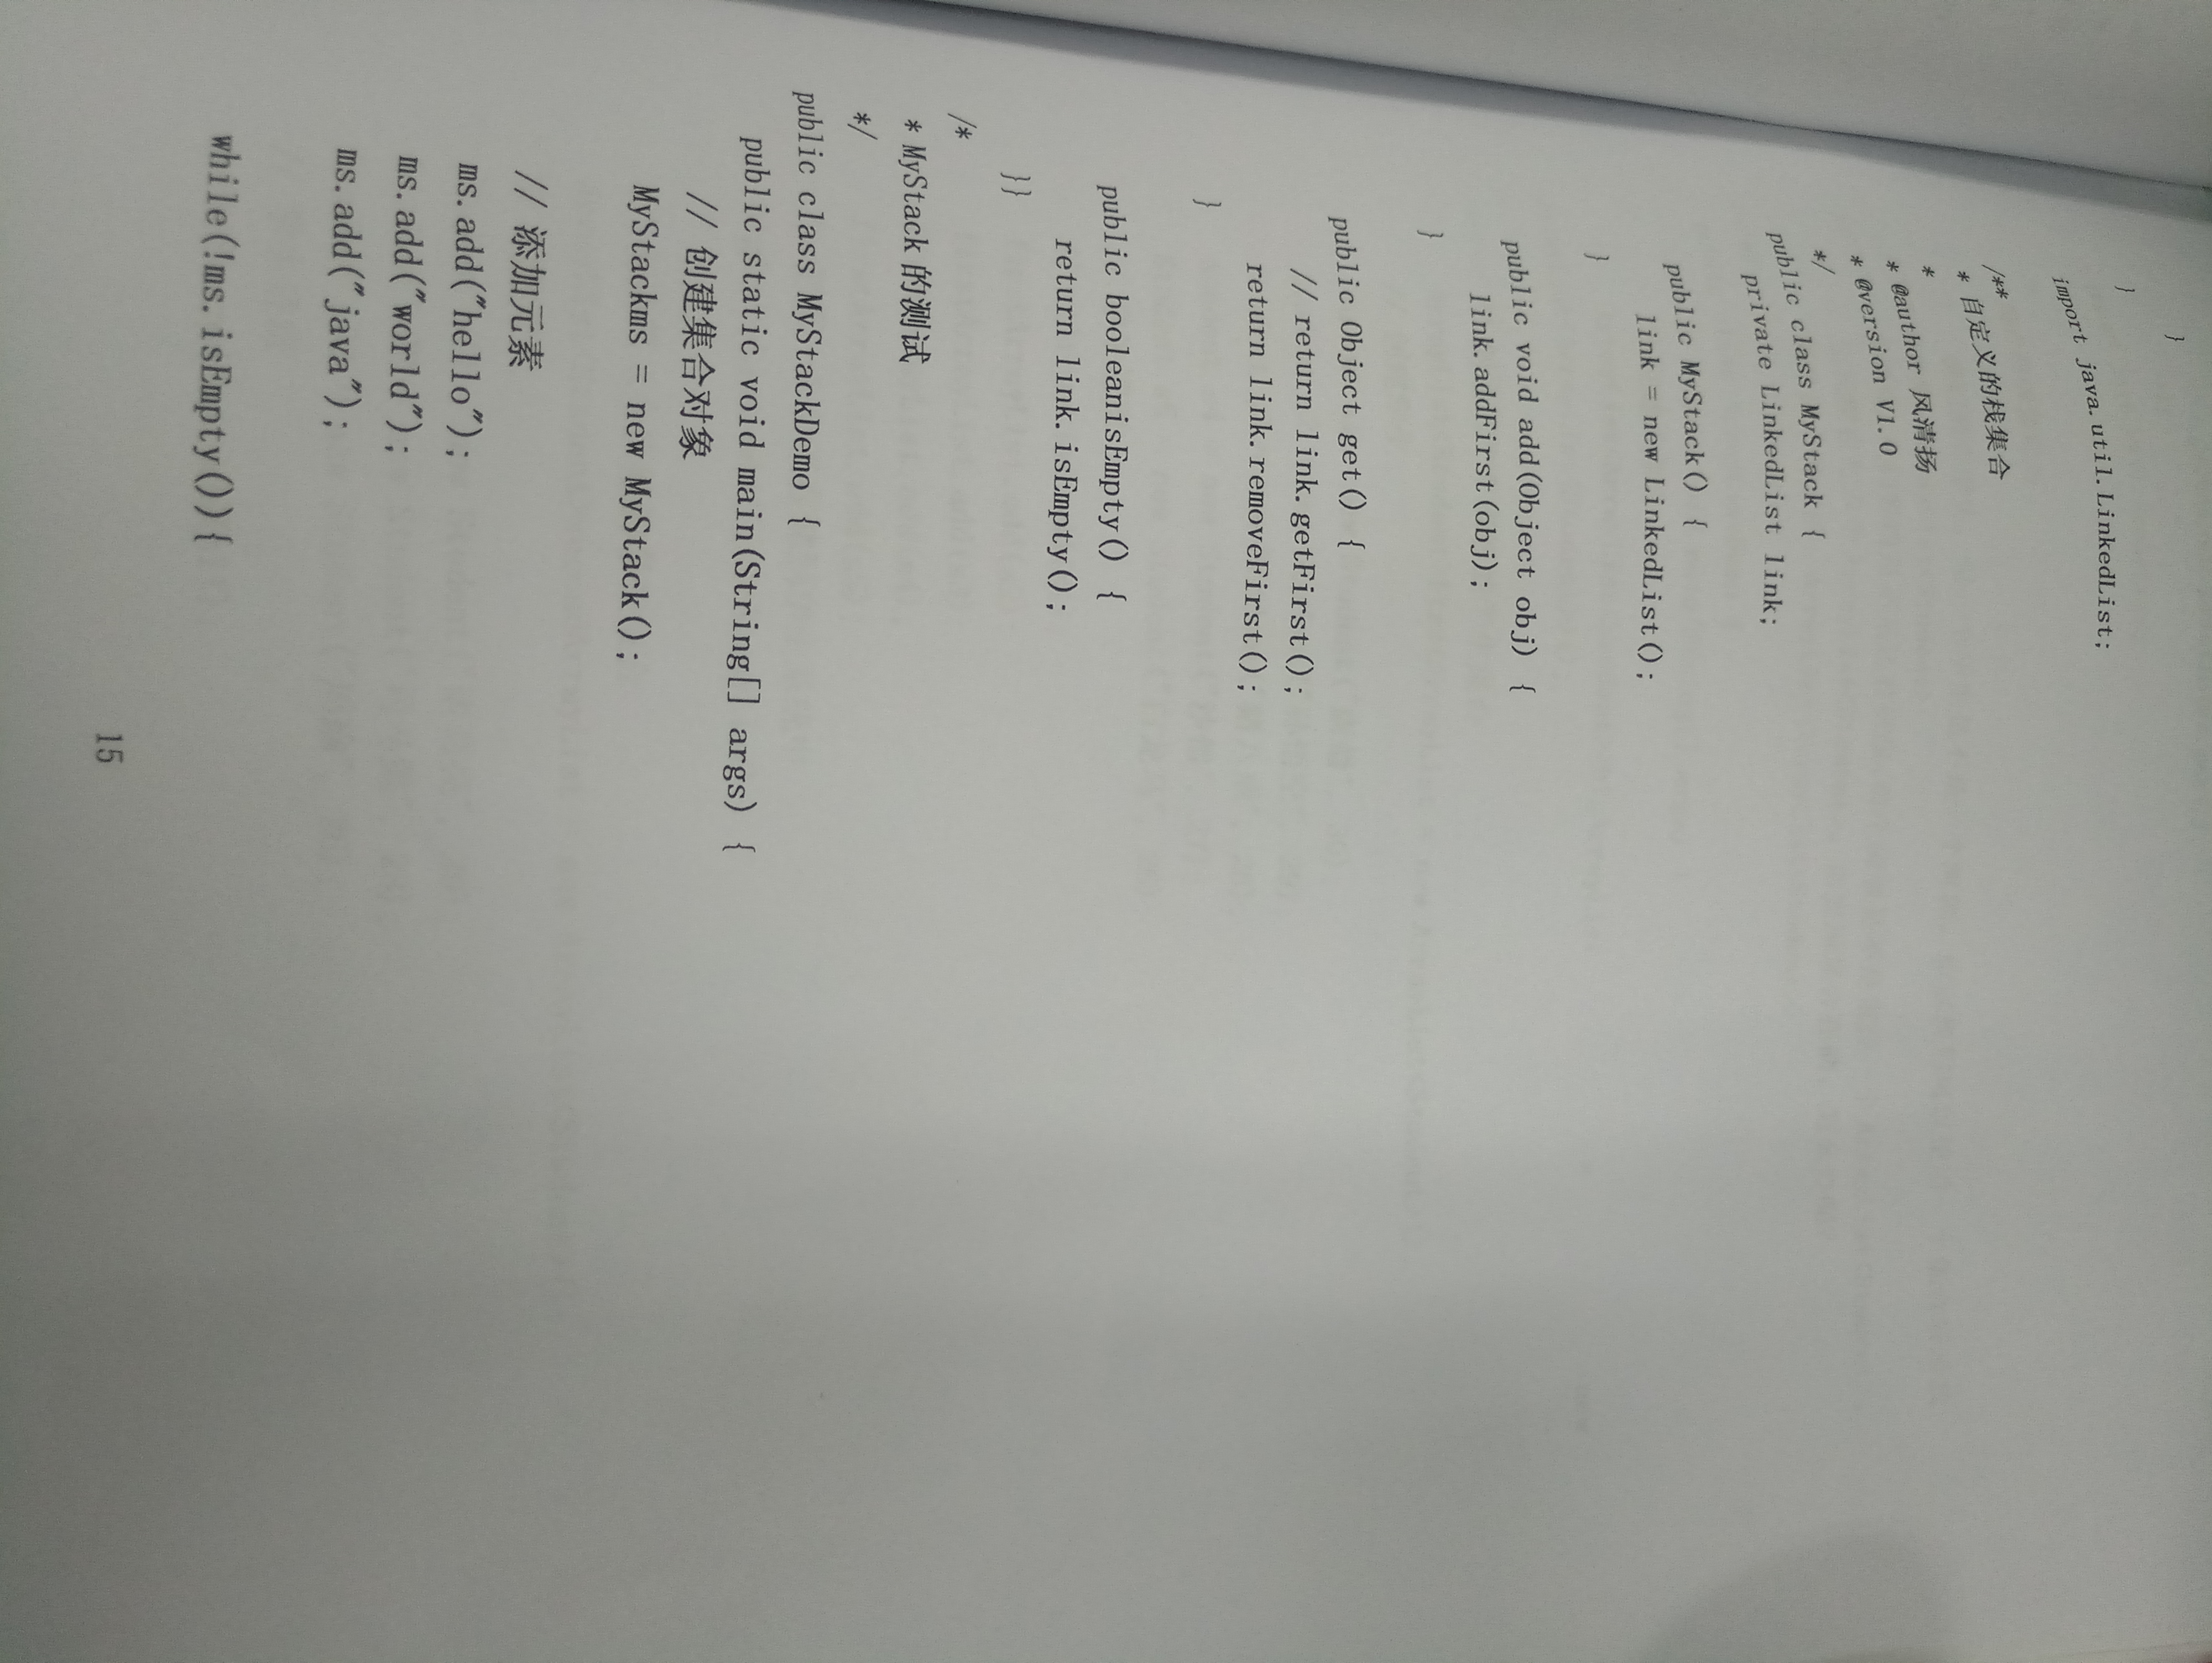 }
}
import java.util.LinkedList;
/**
* 自定义的栈集合
*
* @author 风清扬
* @version V1.0
*/
public class MyStack {
private LinkedList link;
public MyStack() {
link = new LinkedList();
}
public void add(Object obj) {
link.addFirst(obj);
}
public Object get() {
// return link.getFirst();
return link.removeFirst();
}
public booleanisEmpty() {
return link.isEmpty();
}}
/*
* MyStack 的测试
*/
public class MyStackDemo {
public static void main(String[] args) {
// 创建集合对象
MyStackms = new MyStack();
// 添加元素
ms.add("hello");
ms.add("world");
ms.add("java");
while(!ms.isEmpty()){
15